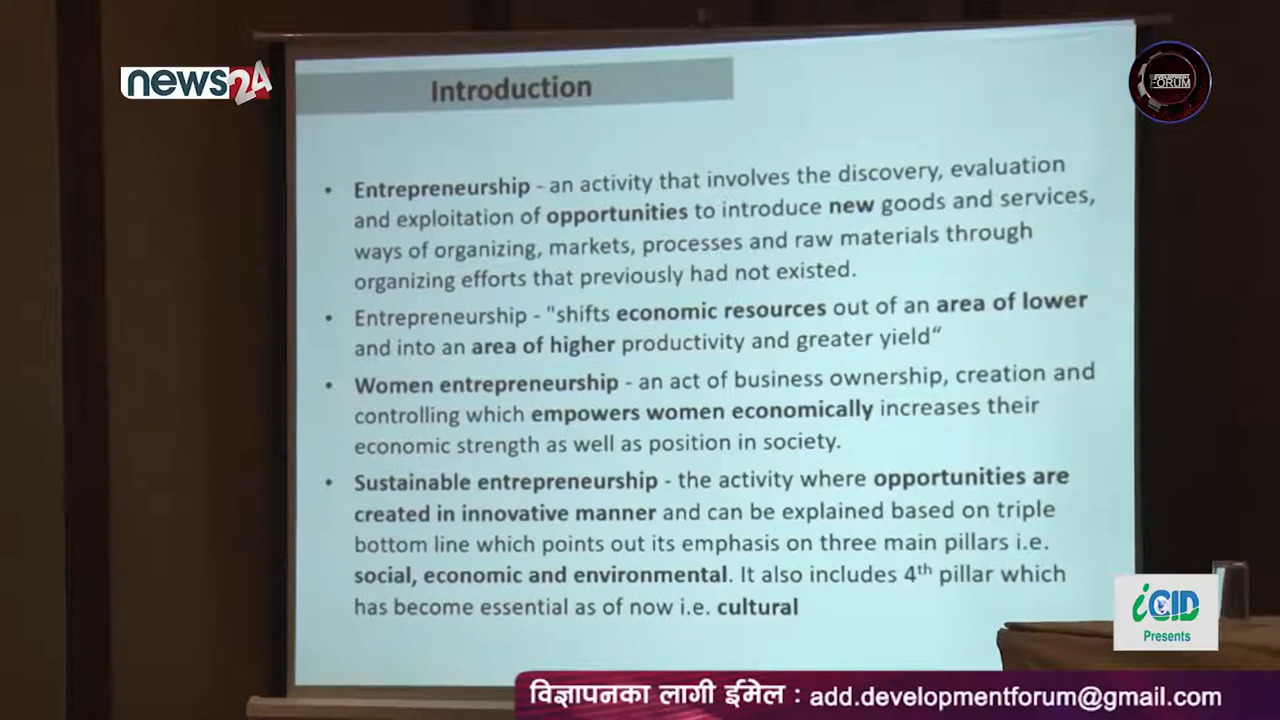 news24
DEVELOPMENT
FORUM
Introduction
• Entrepreneurship - an activity that involves the discovery, evaluation
and exploitation of opportunities to introduce new goods and services,
ways of organizing, markets, processes and raw materials through
organizing efforts that previously had not existed.
• Entrepreneurship - "shifts economic resources out of an area of lower
and into an area of higher productivity and greater yield“
• Women entrepreneurship - an act of business ownership, creation and
controlling which empowers women economically increases their
economic strength as well as position in society.
• Sustainable entrepreneurship - the activity where opportunities are
created in innovative manner and can be explained based on triple
bottom line which points out its emphasis on three main pillars i.e.
social, economic and environmental. It also includes 4th pillar which
has become essential as of now i.e. cultural
iCID
Presents
विज्ञापनका लागी ईमेल : add.developmentforum@gmail.com